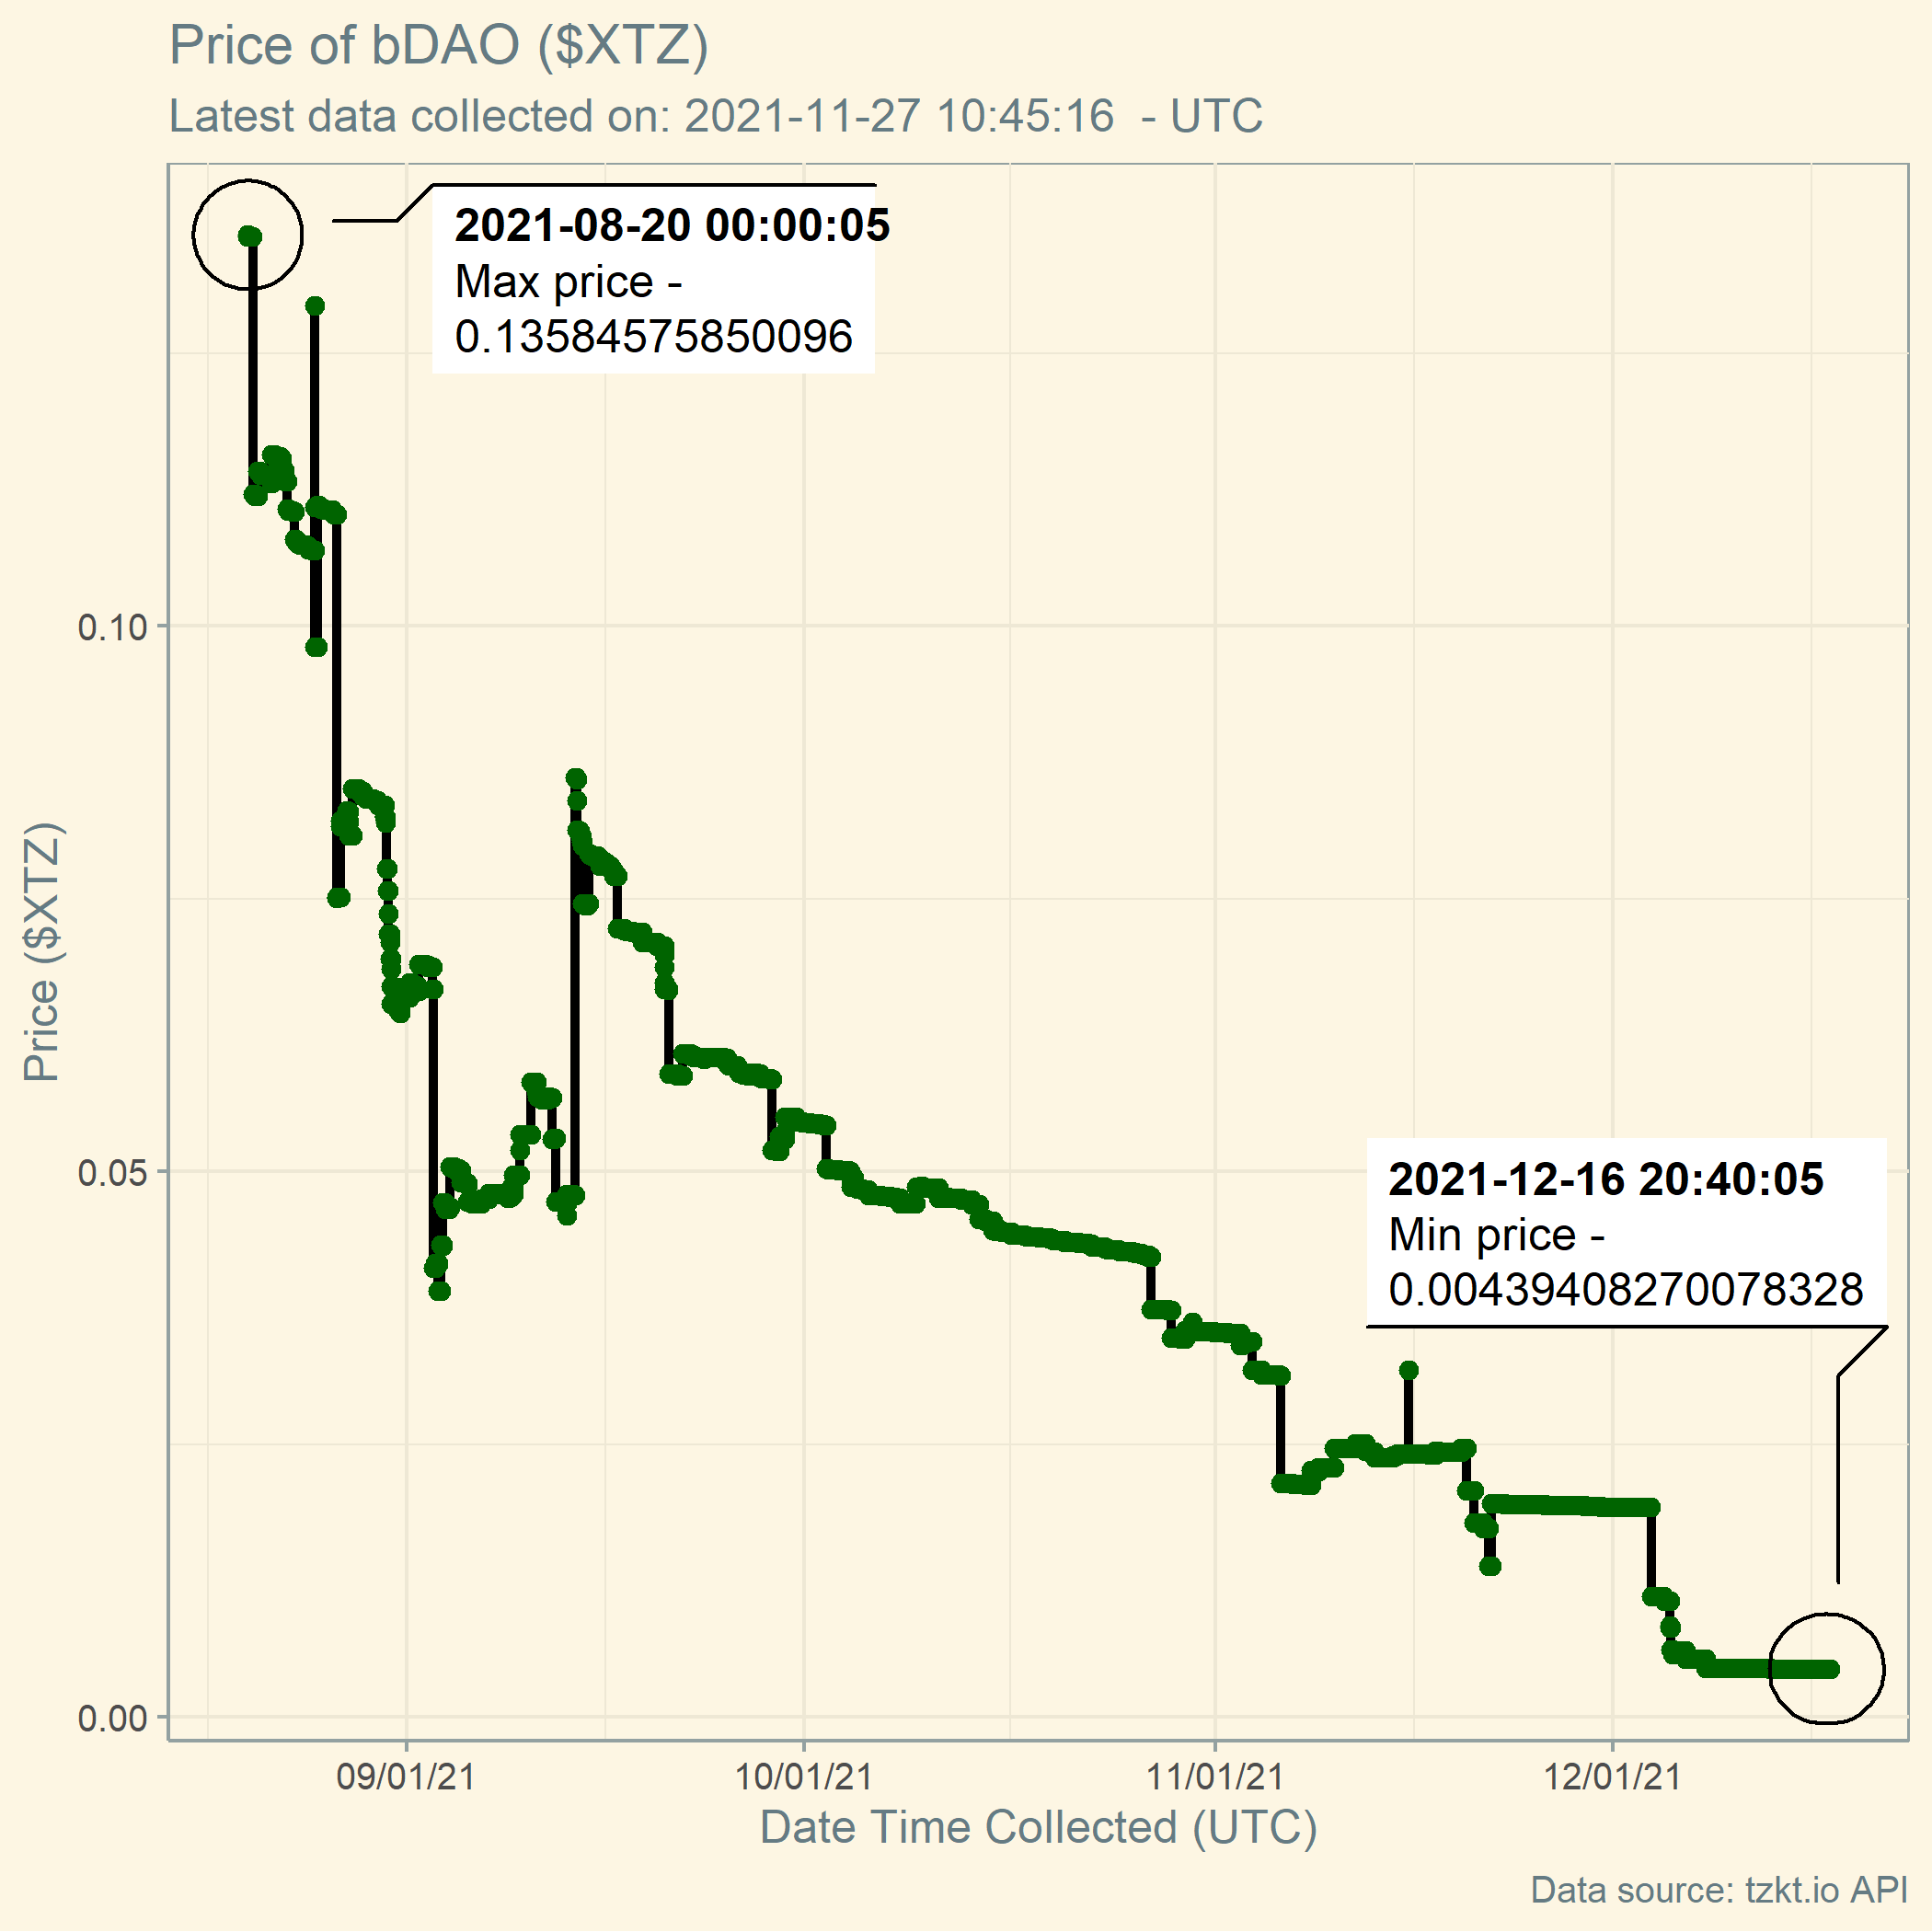 Price of bDAO ($XTZ)
Latest data collected on: 2021-11-27 10:45:16  - UTC
2021-08-20 00:00:05
Max price -
0.13584575850096
0.10
Price ($XTZ)
0.05
2021-12-16 20:40:05
Min price -
0.00439408270078328
0.00
09/01/21
10/01/21
11/01/21
12/01/21
Date Time Collected (UTC)
Data source: tzkt.io API